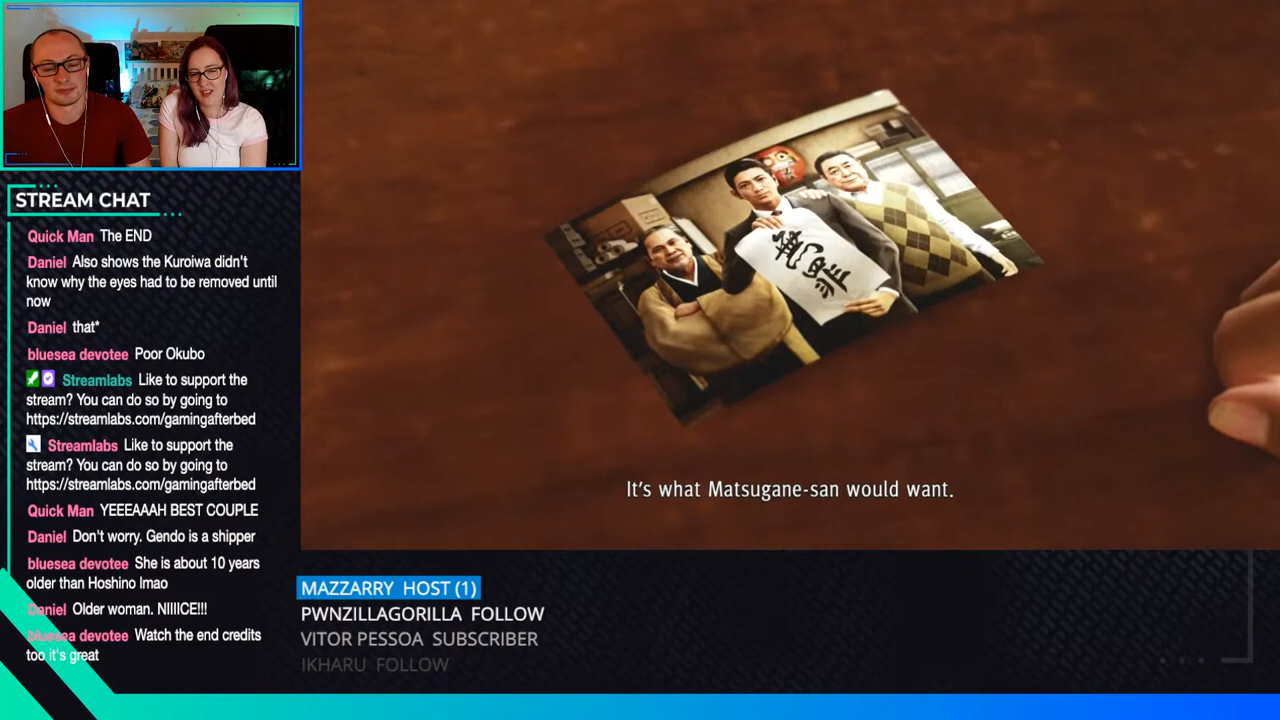 STREAM CHAT
Quick Man The END
Daniel Also shows the Kuroiwa didn't
know why the eyes had to be removed until
now
Daniel that*
bluesea devotee Poor Okubo
Streamlabs Like to support the
stream? You can do so by going to
https://streamlabs.com/gamingafterbed
Streamlabs Like to support the
stream? You can do so by going to
https://streamlabs.com/gamingafterbed
Quick Man YEEEAAAH BEST COUPLE
Daniel Don't worry. Gendo is a shipper
bluesea devotee She is about 10 years
older than Hoshino lmao
Daniel Older woman. NIIIICE!!!
bluesea devotee Watch the end credits
too it's great
無罪
It's what Matsugane-san would want.
MAZZARRY HOST (1)
PWNZILLAGORILLA FOLLOW
VITOR PESSOA SUBSCRIBER
IKHARU FOLLOW